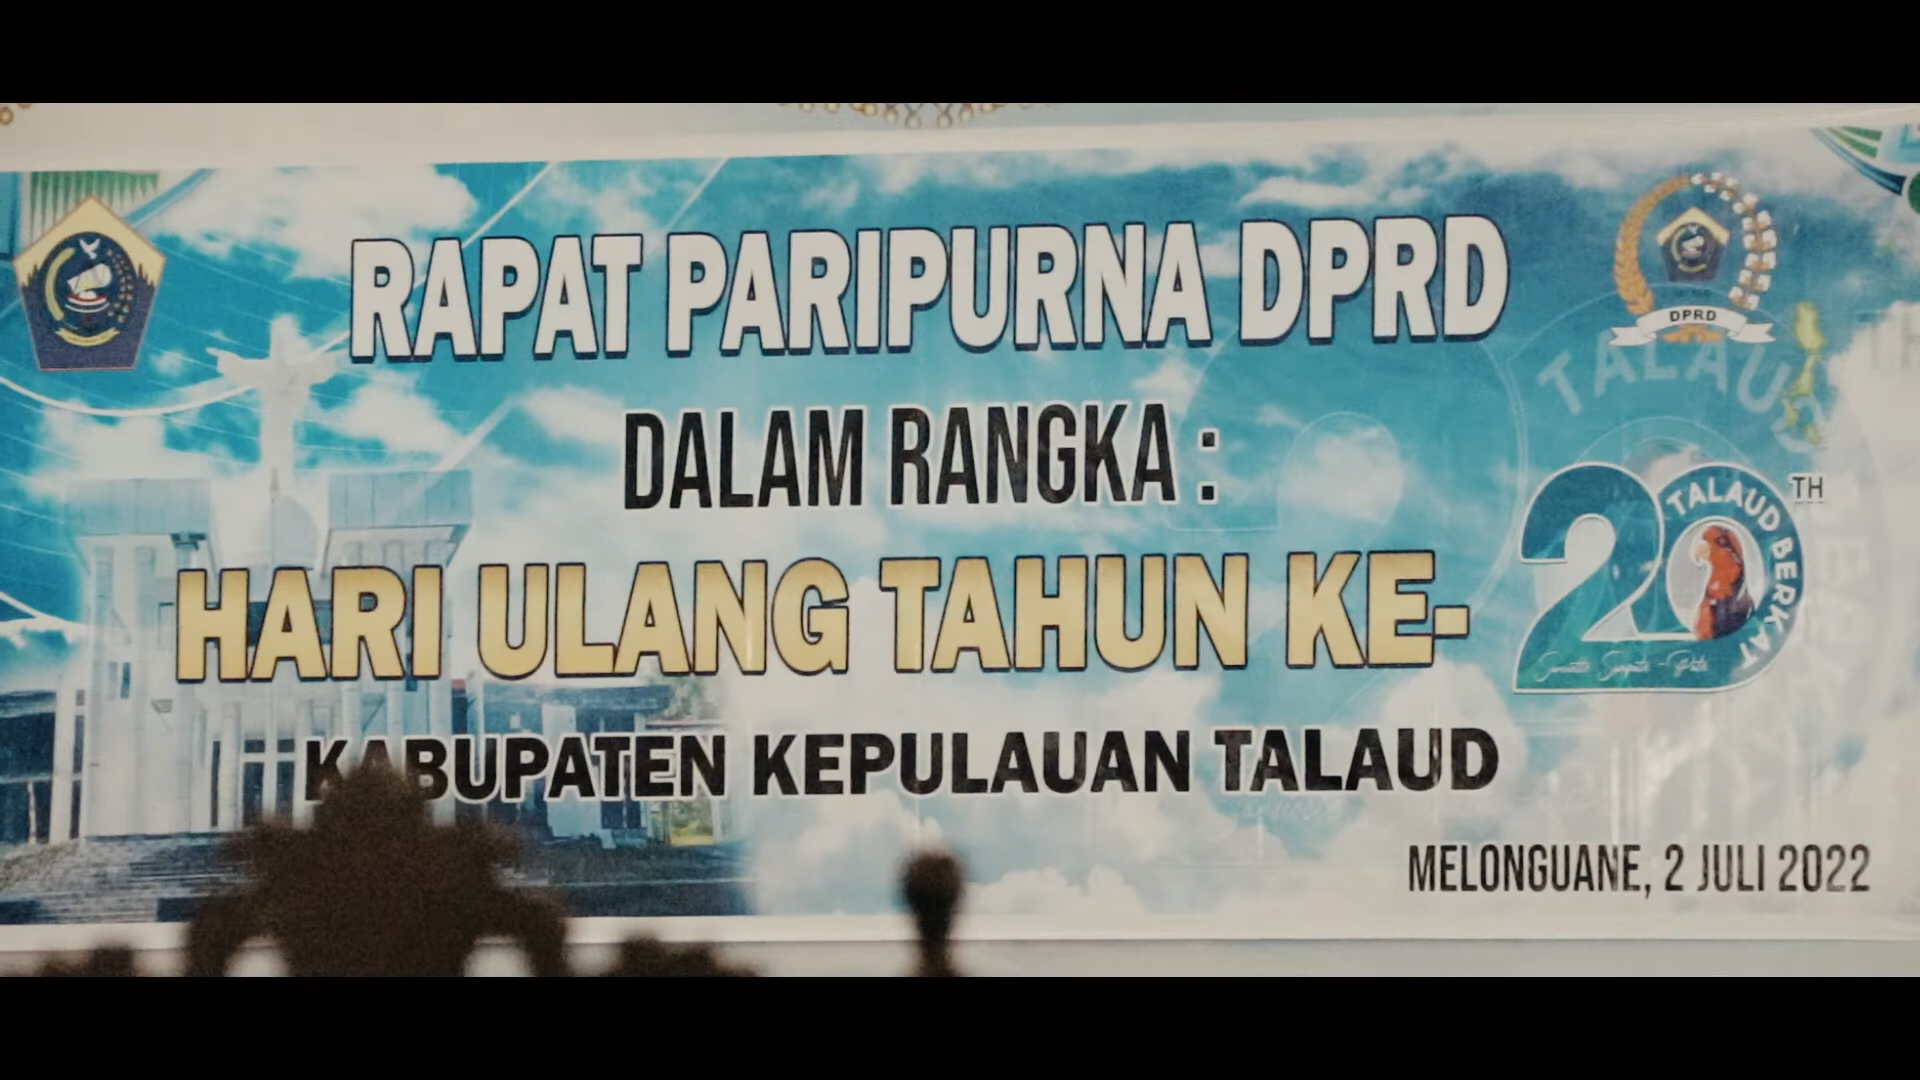 RAPAT PARIPURNA DPRD
DPRD
DALAM RANGKA :
HARI ULANG TAHUN KE-
20 TH
TALAUD BERKAT
KABUPATEN KEPULAUAN TALAUD
MELONGUANE, 2 JULI 2022